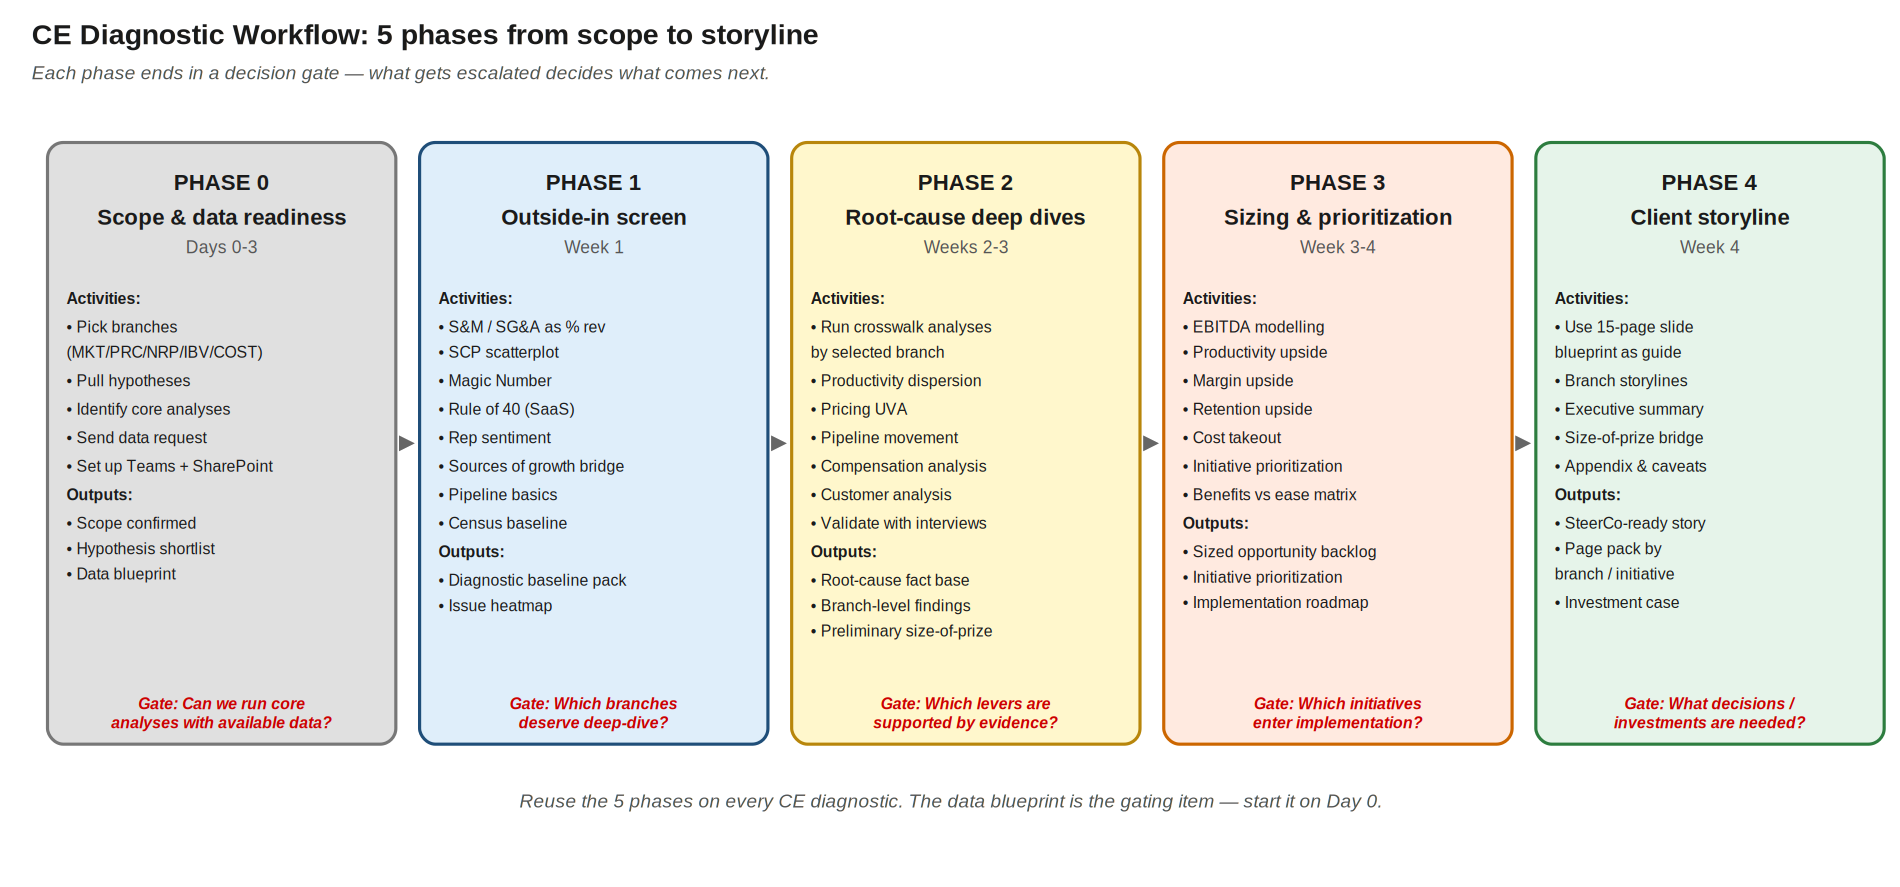 CE Diagnostic Workflow: 5 phases from scope to storyline
Each phase ends in a decision gate — what gets escalated decides what comes next.
PHASE 0
Scope & data readiness
Days 0-3
Activities:
• Pick branches
(MKT/PRC/NRP/IBV/COST)
• Pull hypotheses
• Identify core analyses
• Send data request
• Set up Teams + SharePoint
Outputs:
• Scope confirmed
• Hypothesis shortlist
• Data blueprint
Gate: Can we run core
analyses with available data?
PHASE 1
Outside-in screen
Week 1
Activities:
• S&M / SG&A as % rev
• SCP scatterplot
• Magic Number
• Rule of 40 (SaaS)
• Rep sentiment
• Sources of growth bridge
• Pipeline basics
• Census baseline
Outputs:
• Diagnostic baseline pack
• Issue heatmap
Gate: Which branches
deserve deep-dive?
PHASE 2
Root-cause deep dives
Weeks 2-3
Activities:
• Run crosswalk analyses
by selected branch
• Productivity dispersion
• Pricing UVA
• Pipeline movement
• Compensation analysis
• Customer analysis
• Validate with interviews
Outputs:
• Root-cause fact base
• Branch-level findings
• Preliminary size-of-prize
Gate: Which levers are
supported by evidence?
PHASE 3
Sizing & prioritization
Week 3-4
Activities:
• EBITDA modelling
• Productivity upside
• Margin upside
• Retention upside
• Cost takeout
• Initiative prioritization
• Benefits vs ease matrix
Outputs:
• Sized opportunity backlog
• Initiative prioritization
• Implementation roadmap
Gate: Which initiatives
enter implementation?
PHASE 4
Client storyline
Week 4
Activities:
• Use 15-page slide
blueprint as guide
• Branch storylines
• Executive summary
• Size-of-prize bridge
• Appendix & caveats
Outputs:
• SteerCo-ready story
• Page pack by
branch / initiative
• Investment case
Gate: What decisions /
investments are needed?
Reuse the 5 phases on every CE diagnostic. The data blueprint is the gating item — start it on Day 0.